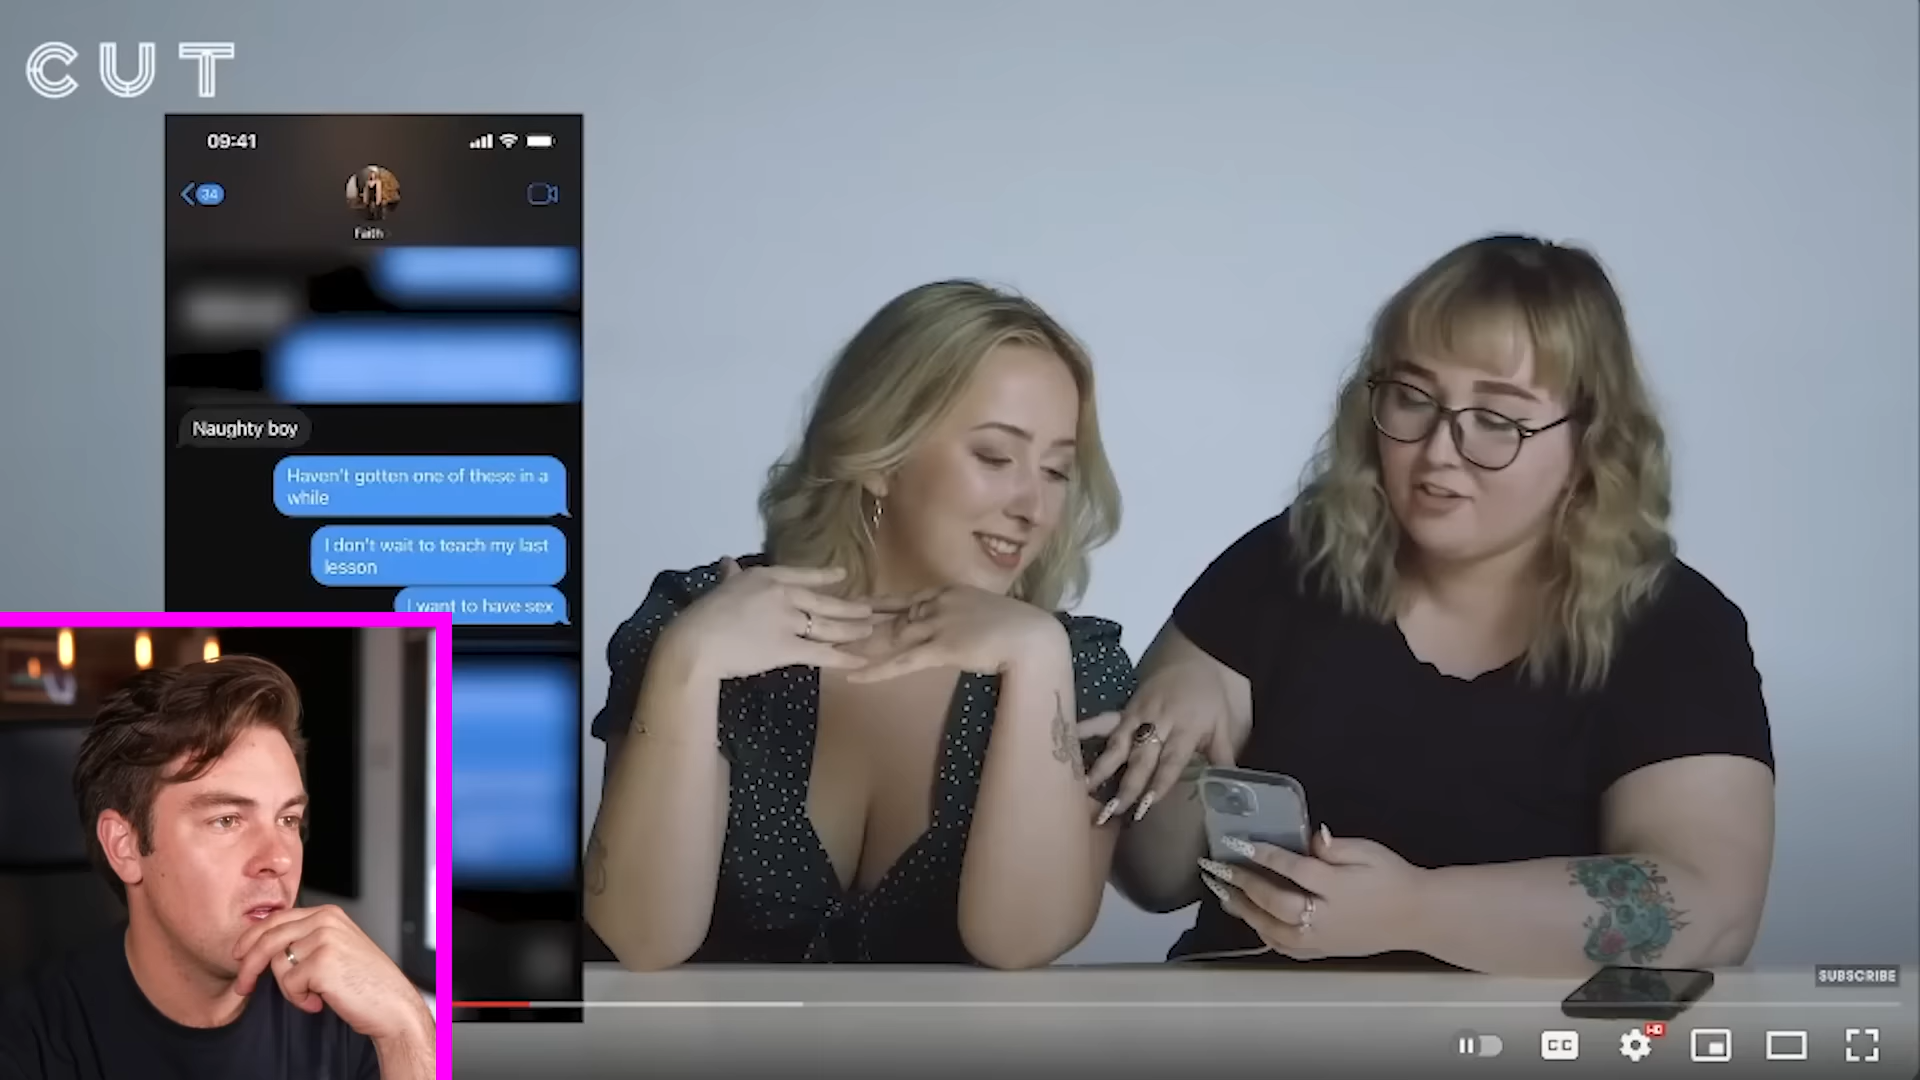 CUT
09:41
34
Faith
Naughty boy
Haven't gotten one of these in a
while
I don't wait to teach my last
lesson
I want to have sex
SUBSCRIBE
CC
HD